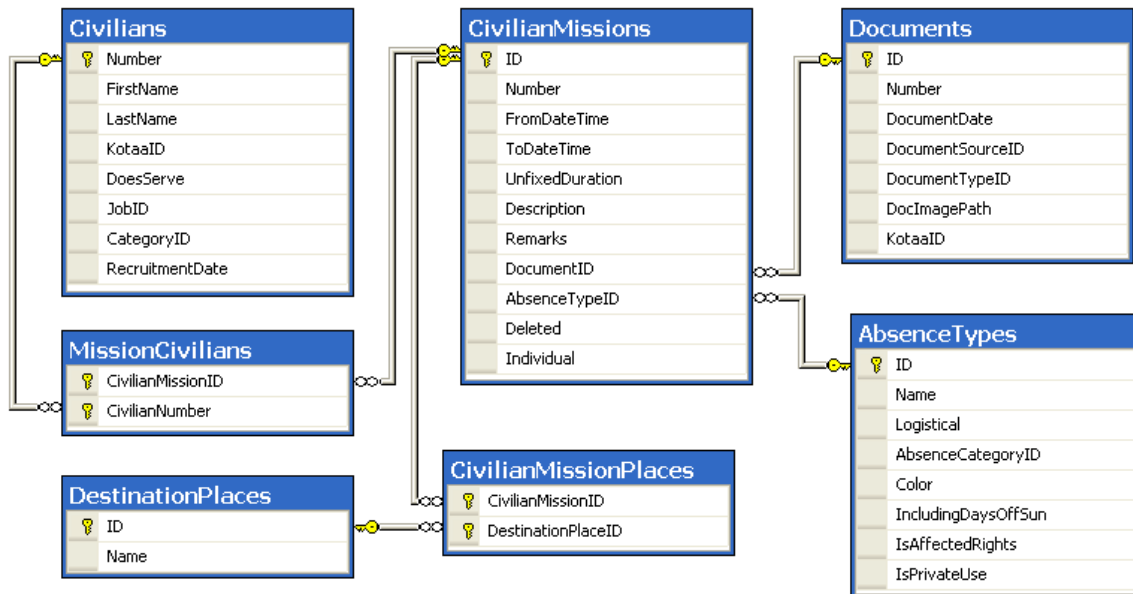 Civilians
Number
FirstName
LastName
KotaaID
DoesServe
JobID
CategoryID
RecruitmentDate
MissionCivilians
CivilianMissionID
CivilianNumber
DestinationPlaces
ID
Name
CivilianMissions
ID
Number
FromDateTime
ToDateTime
UnfixedDuration
Description
Remarks
DocumentID
AbsenceTypeID
Deleted
Individual
CivilianMissionPlaces
CivilianMissionID
DestinationPlaceID
Documents
ID
Number
DocumentDate
DocumentSourceID
DocumentTypeID
DocImagePath
KotaaID
AbsenceTypes
ID
Name
Logistical
AbsenceCategoryID
Color
IncludingDaysOffSun
IsAffectedRights
IsPrivateUse